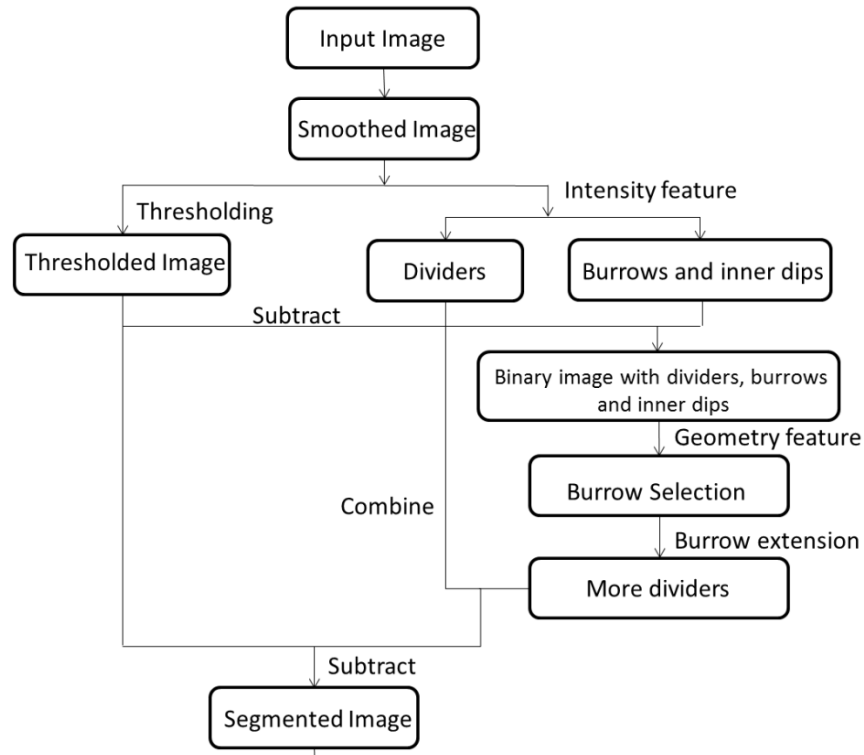 Input Image
Smoothed Image
Intensity feature
Thresholding
Thresholded Image
Dividers
Burrows and inner dips
Subtract
Binary image with dividers, burrows
and inner dips
Geometry feature
Burrow Selection
Combine
Burrow extension
More dividers
Subtract
Segmented Image